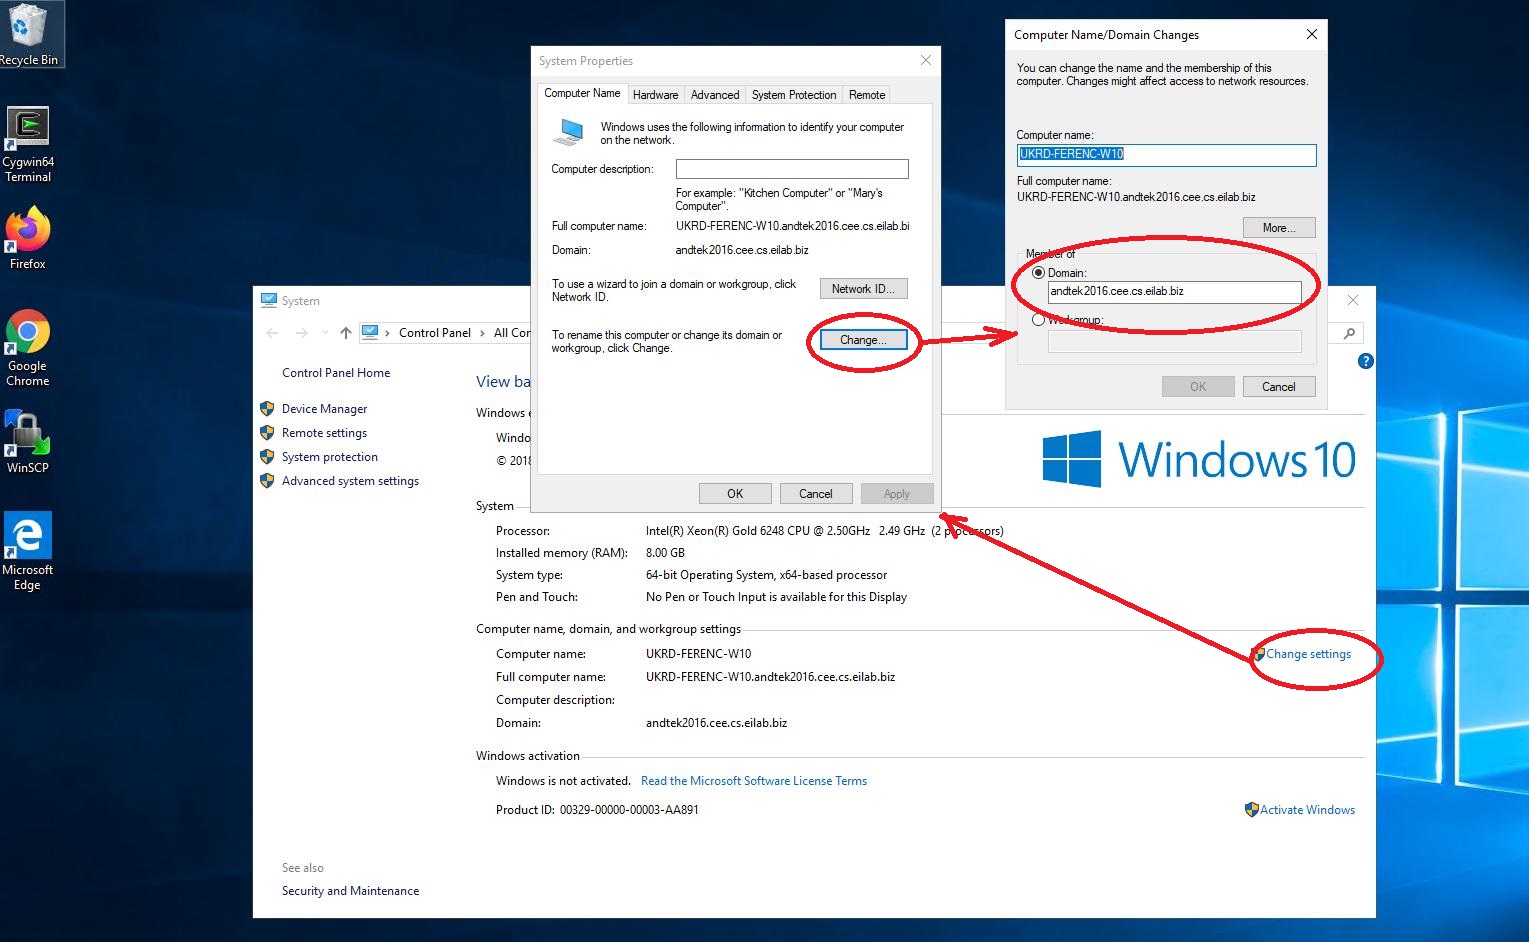 Recycle Bin
Cygwin64
Terminal
Firefox
Google
Chrome
WinSCP
Microsoft
Edge
System
Control Panel
All Cor
Control Panel Home
Device Manager
Remote settings
System protection
Advanced system settings
See also
Security and Maintenance
View ba
Windows e
Windo
© 2018
Windows 10
System
Processor: Intel(R) Xeon(R) Gold 6248 CPU @ 2.50GHz 2.49 GHz (2 processors)
Installed memory (RAM): 8.00 GB
System type: 64-bit Operating System, x64-based processor
Pen and Touch: No Pen or Touch Input is available for this Display
Computer name, domain, and workgroup settings
Computer name: UKRD-FERENC-W10
Change settings
Full computer name: UKRD-FERENC-W10.andtek2016.cee.cs.eilab.biz
Computer description:
Domain: andtek2016.cee.cs.eilab.biz
Windows activation
Windows is not activated. Read the Microsoft Software License Terms
Product ID: 00329-00000-00003-AA891
Activate Windows
System Properties
Computer Name Hardware Advanced System Protection Remote
Windows uses the following information to identify your computer
on the network.
Computer description:
For example: "Kitchen Computer" or "Mary's
Computer".
Full computer name: UKRD-FERENC-W10.andtek2016.cee.cs.eilab.bi
Domain: andtek2016.cee.cs.eilab.biz
To use a wizard to join a domain or workgroup, click
Network ID.
Network ID...
To rename this computer or change its domain or
workgroup, click Change.
Change...
OK Cancel Apply
Computer Name/Domain Changes
You can change the name and the membership of this
computer. Changes might affect access to network resources.
Computer name:
UKRD-FERENC-W10
Full computer name:
UKRD-FERENC-W10.andtek2016.cee.cs.eilab.biz
More...
Member of
Domain:
andtek2016.cee.cs.eilab.biz
Workgroup:
OK Cancel
?